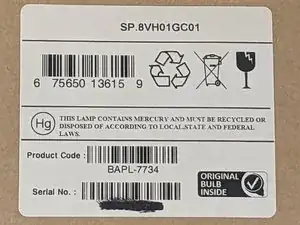 SP.8VH01GC01
6 75650 13615 9
Hg
THIS LAMP CONTAINS MERCURY AND MUST BE RECYCLED OR
DISPOSED OF ACCORDING TO LOCAL,STATE AND FEDERAL
LAWS.
Product Code :
BAPL-7734
Serial No. :
ORIGINAL
BULB
INSIDE